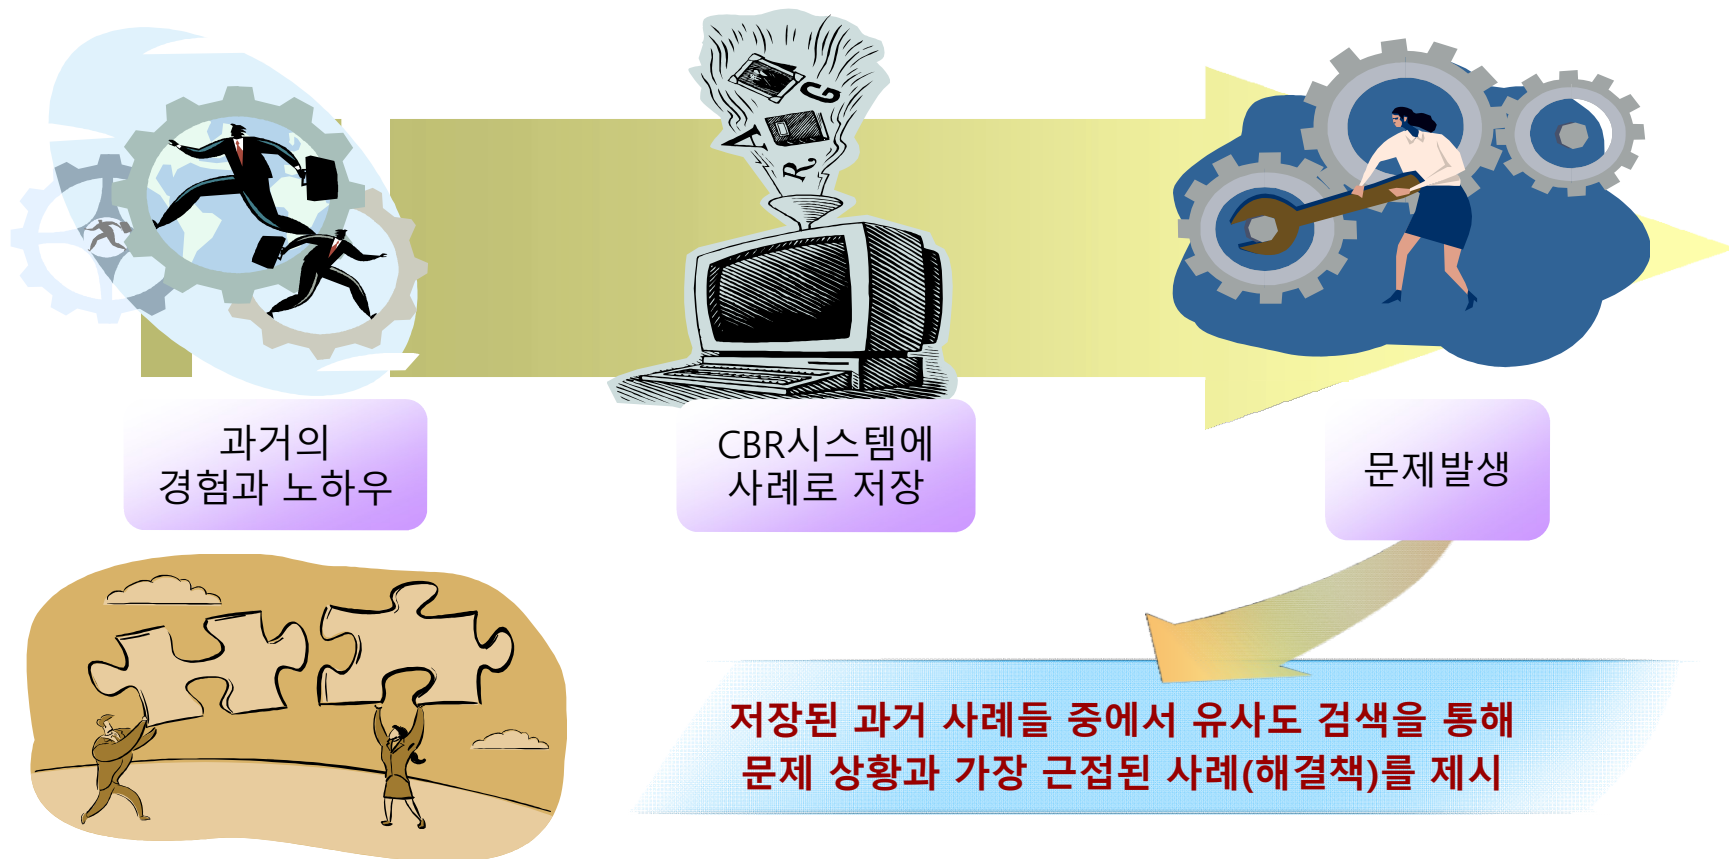 G
A
R
과거의
경험과 노하우
CBR시스템에
사례로 저장
문제발생
저장된 과거 사례들 중에서 유사도 검색을 통해
문제 상황과 가장 근접된 사례(해결책)를 제시